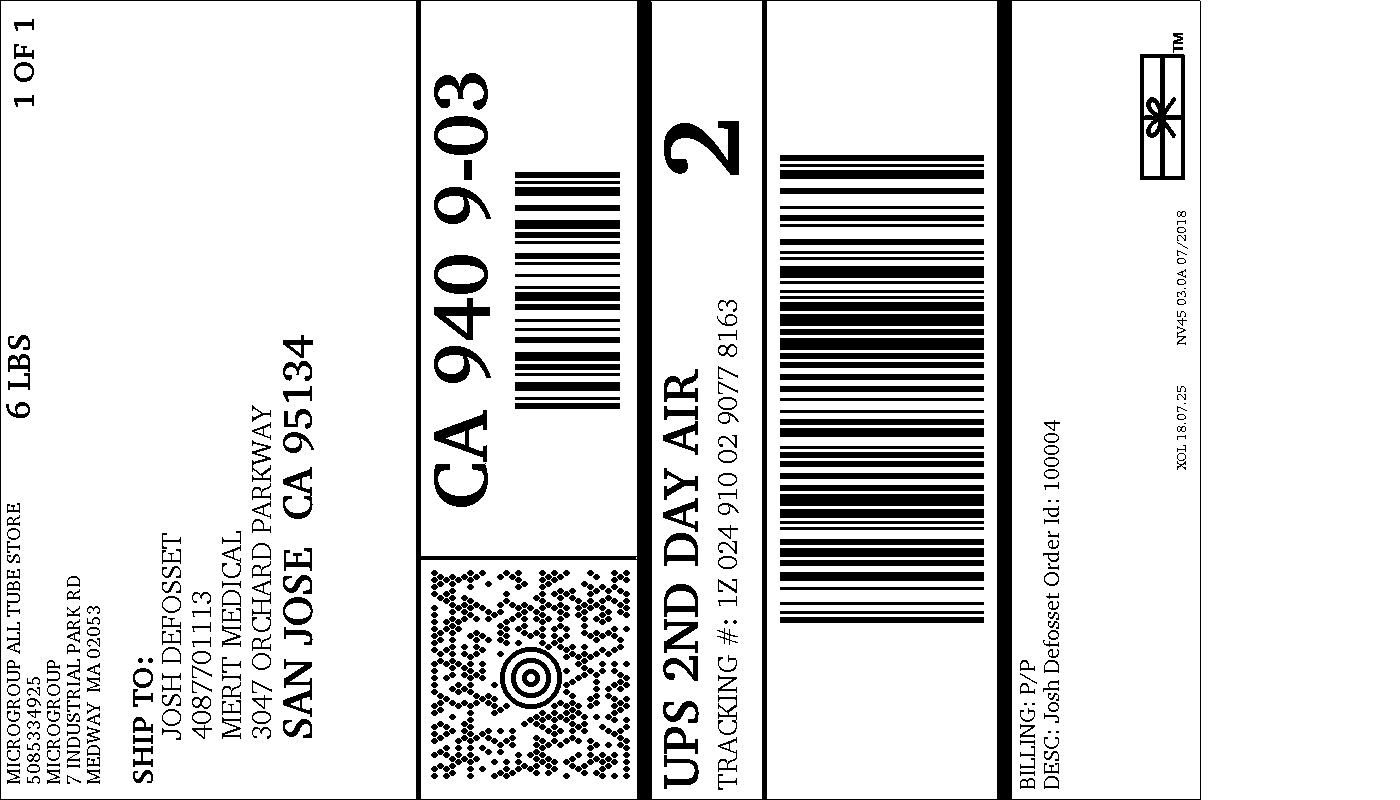 MICROGROUP ALL TUBE STORE
5085334925
MICROGROUP
7 INDUSTRIAL PARK RD
MEDWAY MA 02053
6 LBS
1 OF 1
SHIP TO:
JOSH DEFOSSET
4087701113
MERIT MEDICAL
3047 ORCHARD PARKWAY
SAN JOSE CA 95134
CA 940 9-03
UPS 2ND DAY AIR
TRACKING #: 1Z 024 910 02 9077 8163
2
BILLING: P/P
DESC: Josh Defosset Order Id: 100004
XOL 18.07.25 NV45 03.0A 07/2018
TM